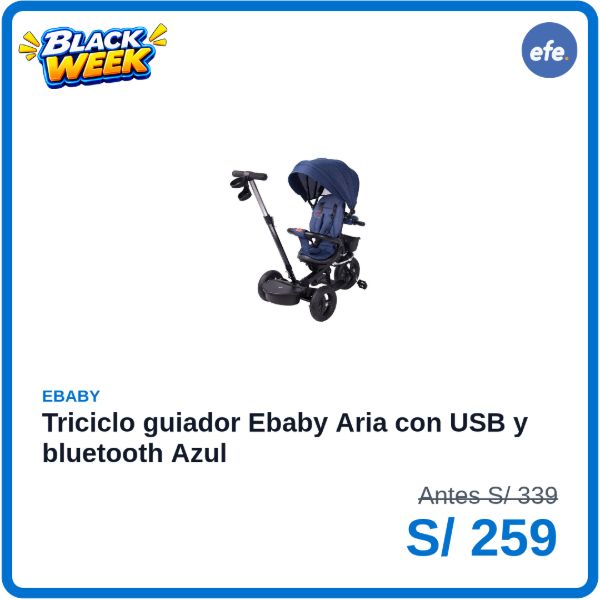 BLACK
WEEK
efe.
EBABY
Triciclo guiador Ebaby Aria con USB y
bluetooth Azul
Antes S/ 339
S/ 259